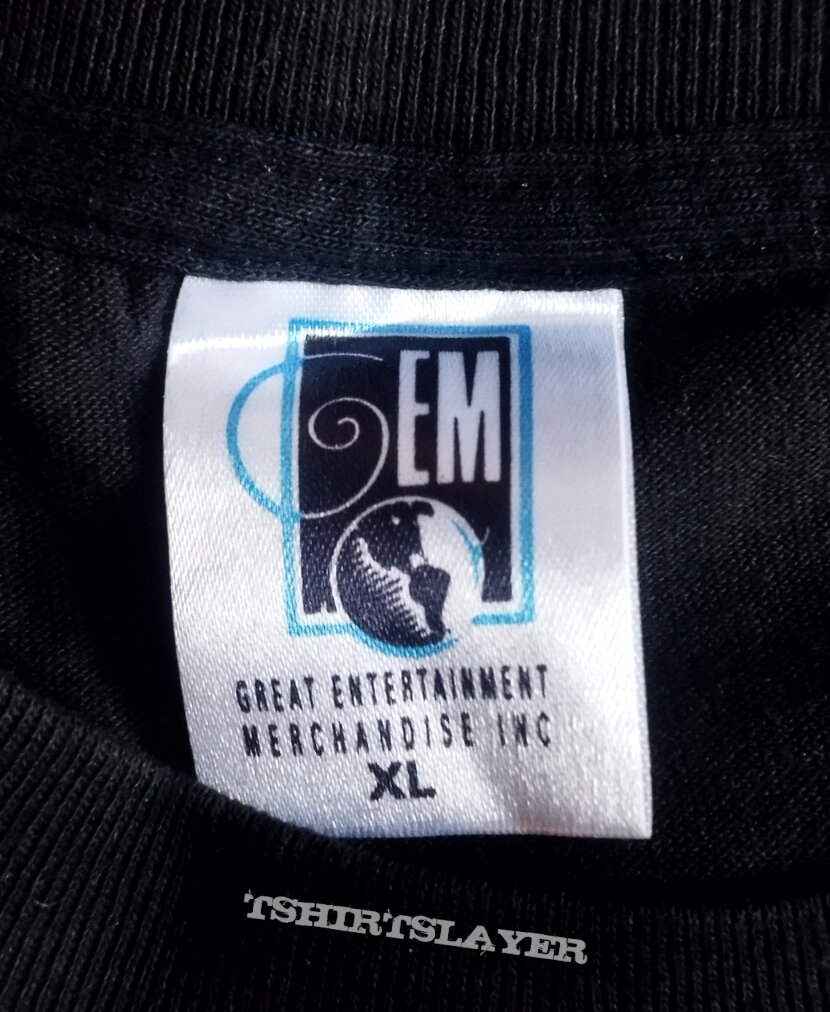 GEM
GREAT ENTERTAINMENT
MERCHANDISE INC
XL
TSHIRTSLAYER